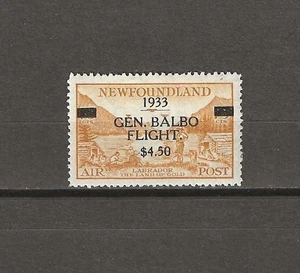 NEWFOUNDLAND
1933
GEN. BALBO
FLIGHT.
$4.50
LABRADOR
AIR THE LAND OF GOLD POST